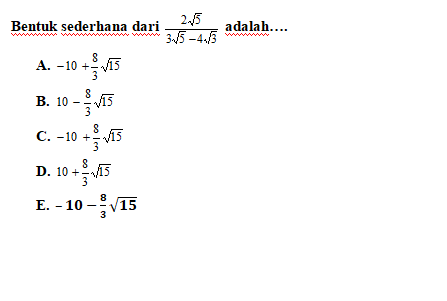 Bentuk sederhana dari 2√5 / 3√5 – 4√3 adalah….
A. –10 + 8/3 √15
B. 10 – 8/3 √15
C. –10 + 8/3 √15
D. 10 + 8/3 √15
E. – 10 – 8/3 √15